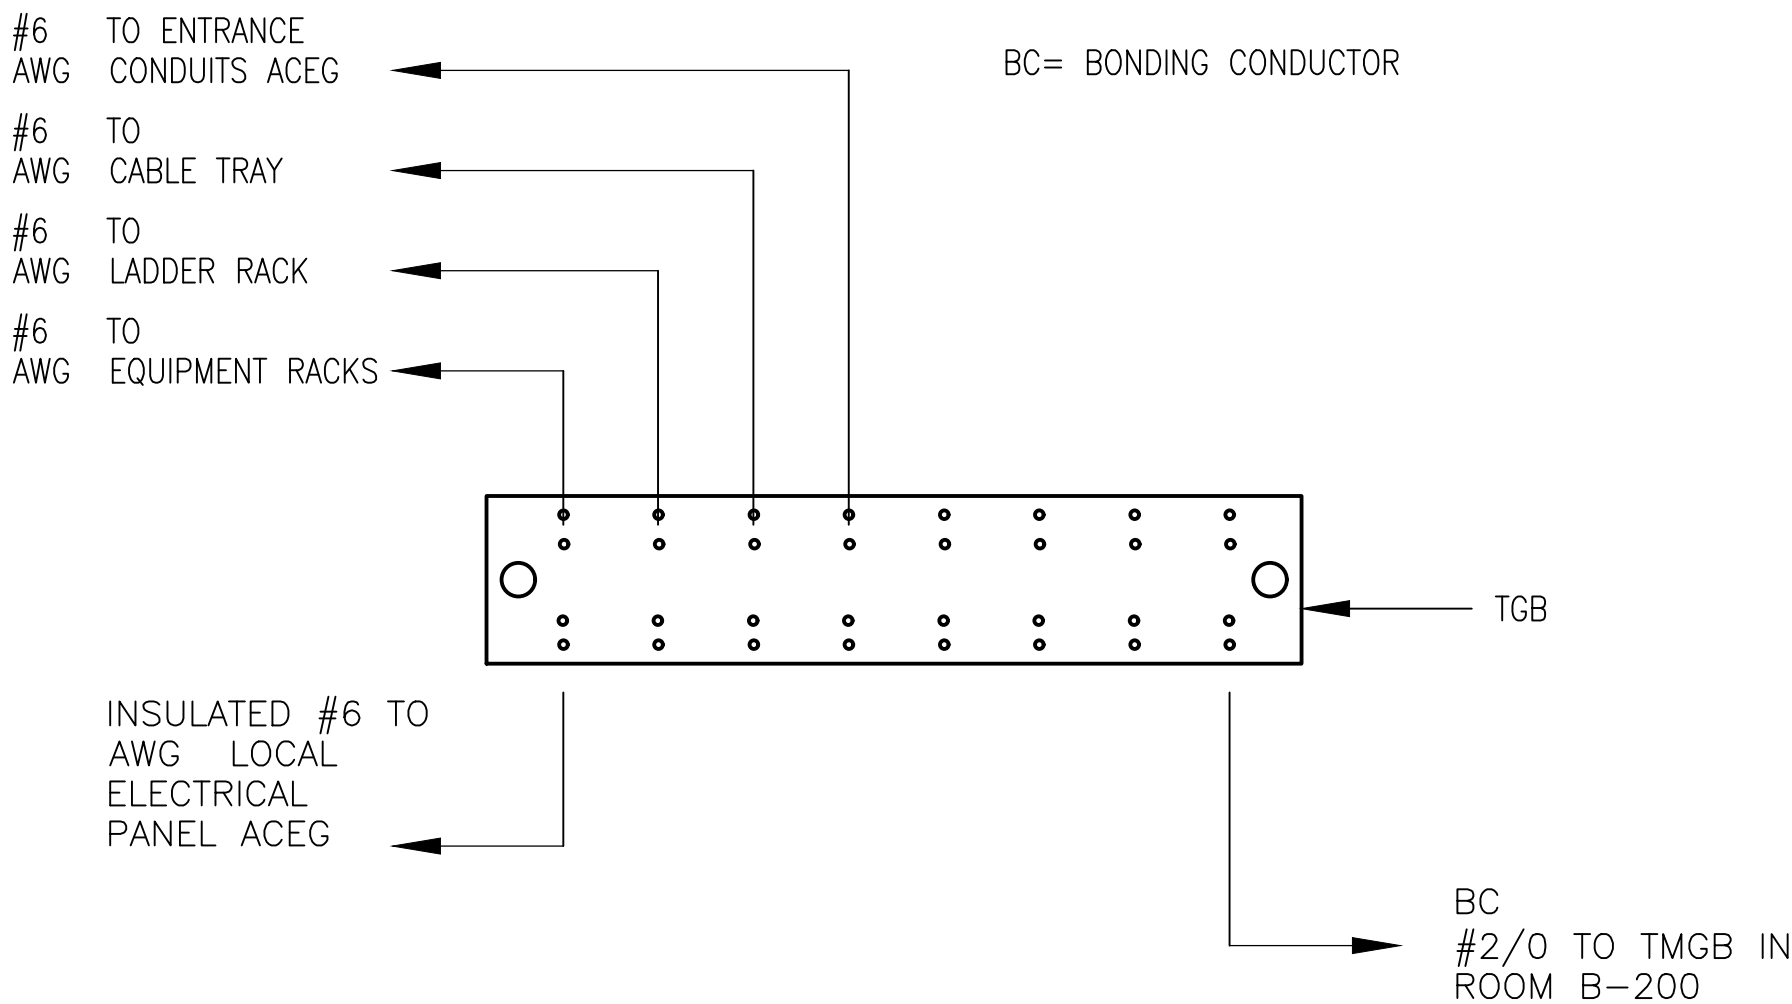 #6 TO ENTRANCE
AWG CONDUITS ACEG
BC= BONDING CONDUCTOR
#6 TO
AWG CABLE TRAY
#6 TO
AWG LADDER RACK
#6 TO
AWG EQUIPMENT RACKS
TGB
INSULATED #6 TO
AWG LOCAL
ELECTRICAL
PANEL ACEG
BC
#2/0 TO TMGB IN
ROOM B-200